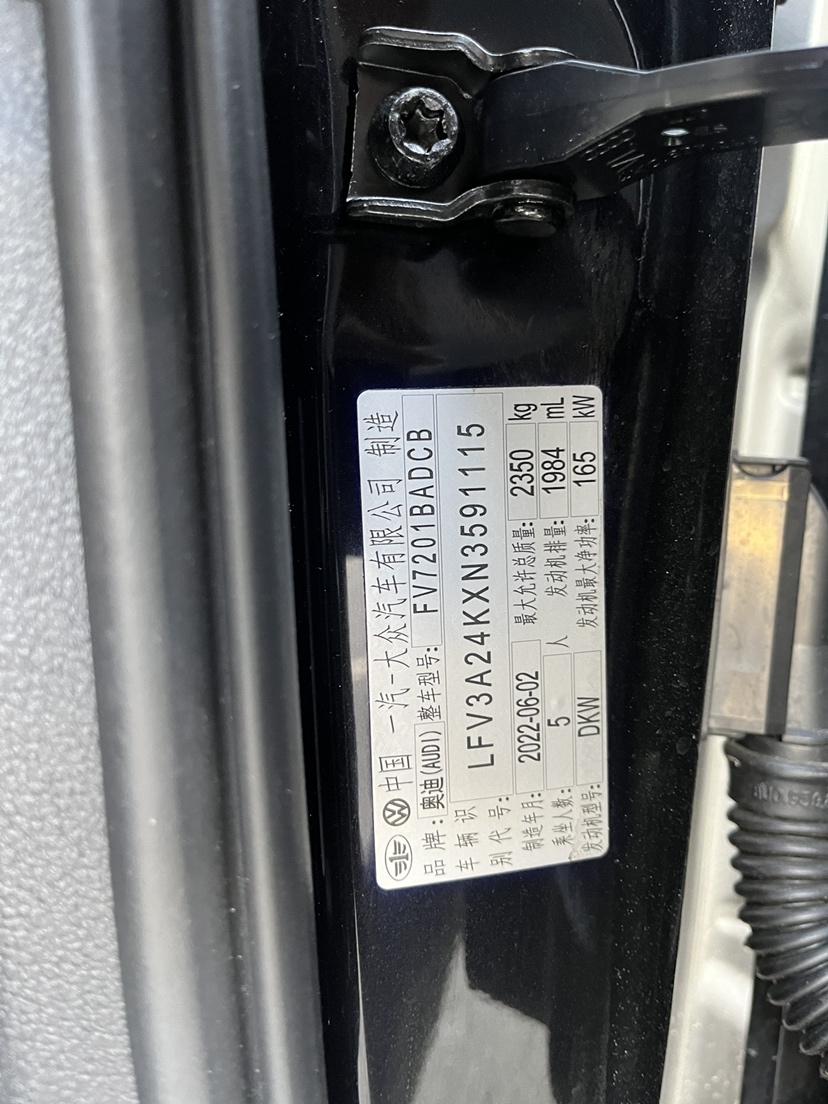 中国 一汽-大众汽车有限公司 制造
品牌: 奥迪(AUDI) 整车型号: FV7201BADCB
车辆识别代号: LFV3A24KXN3591115
制造年月: 2022-06-02 最大允许总质量: 2350 kg
乘坐人数: 5 人 发动机排量: 1984 mL
发动机型号: DKW 发动机最大净功率: 165 kW